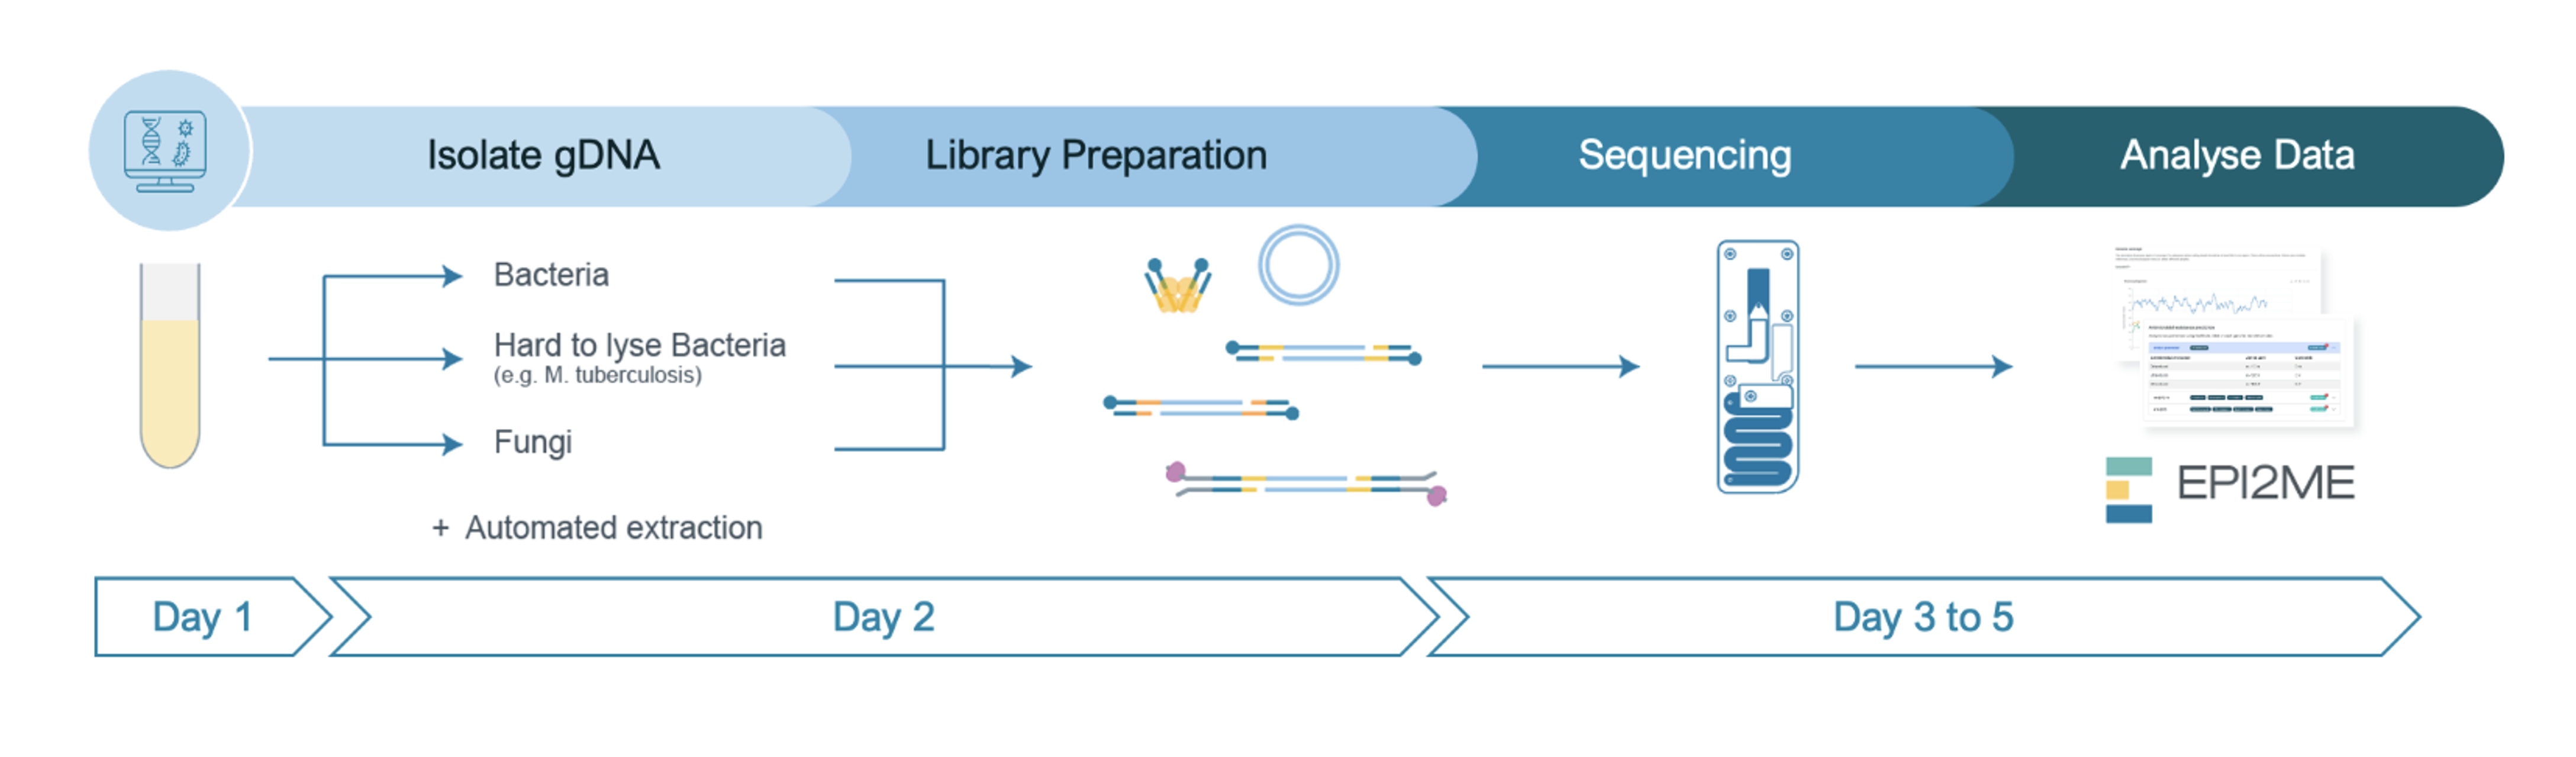 Isolate gDNA
Library Preparation
Sequencing
Analyse Data
Bacteria
Hard to lyse Bacteria
(e.g. M. tuberculosis)
Fungi
+ Automated extraction
EPI2ME
Day 1
Day 2
Day 3 to 5